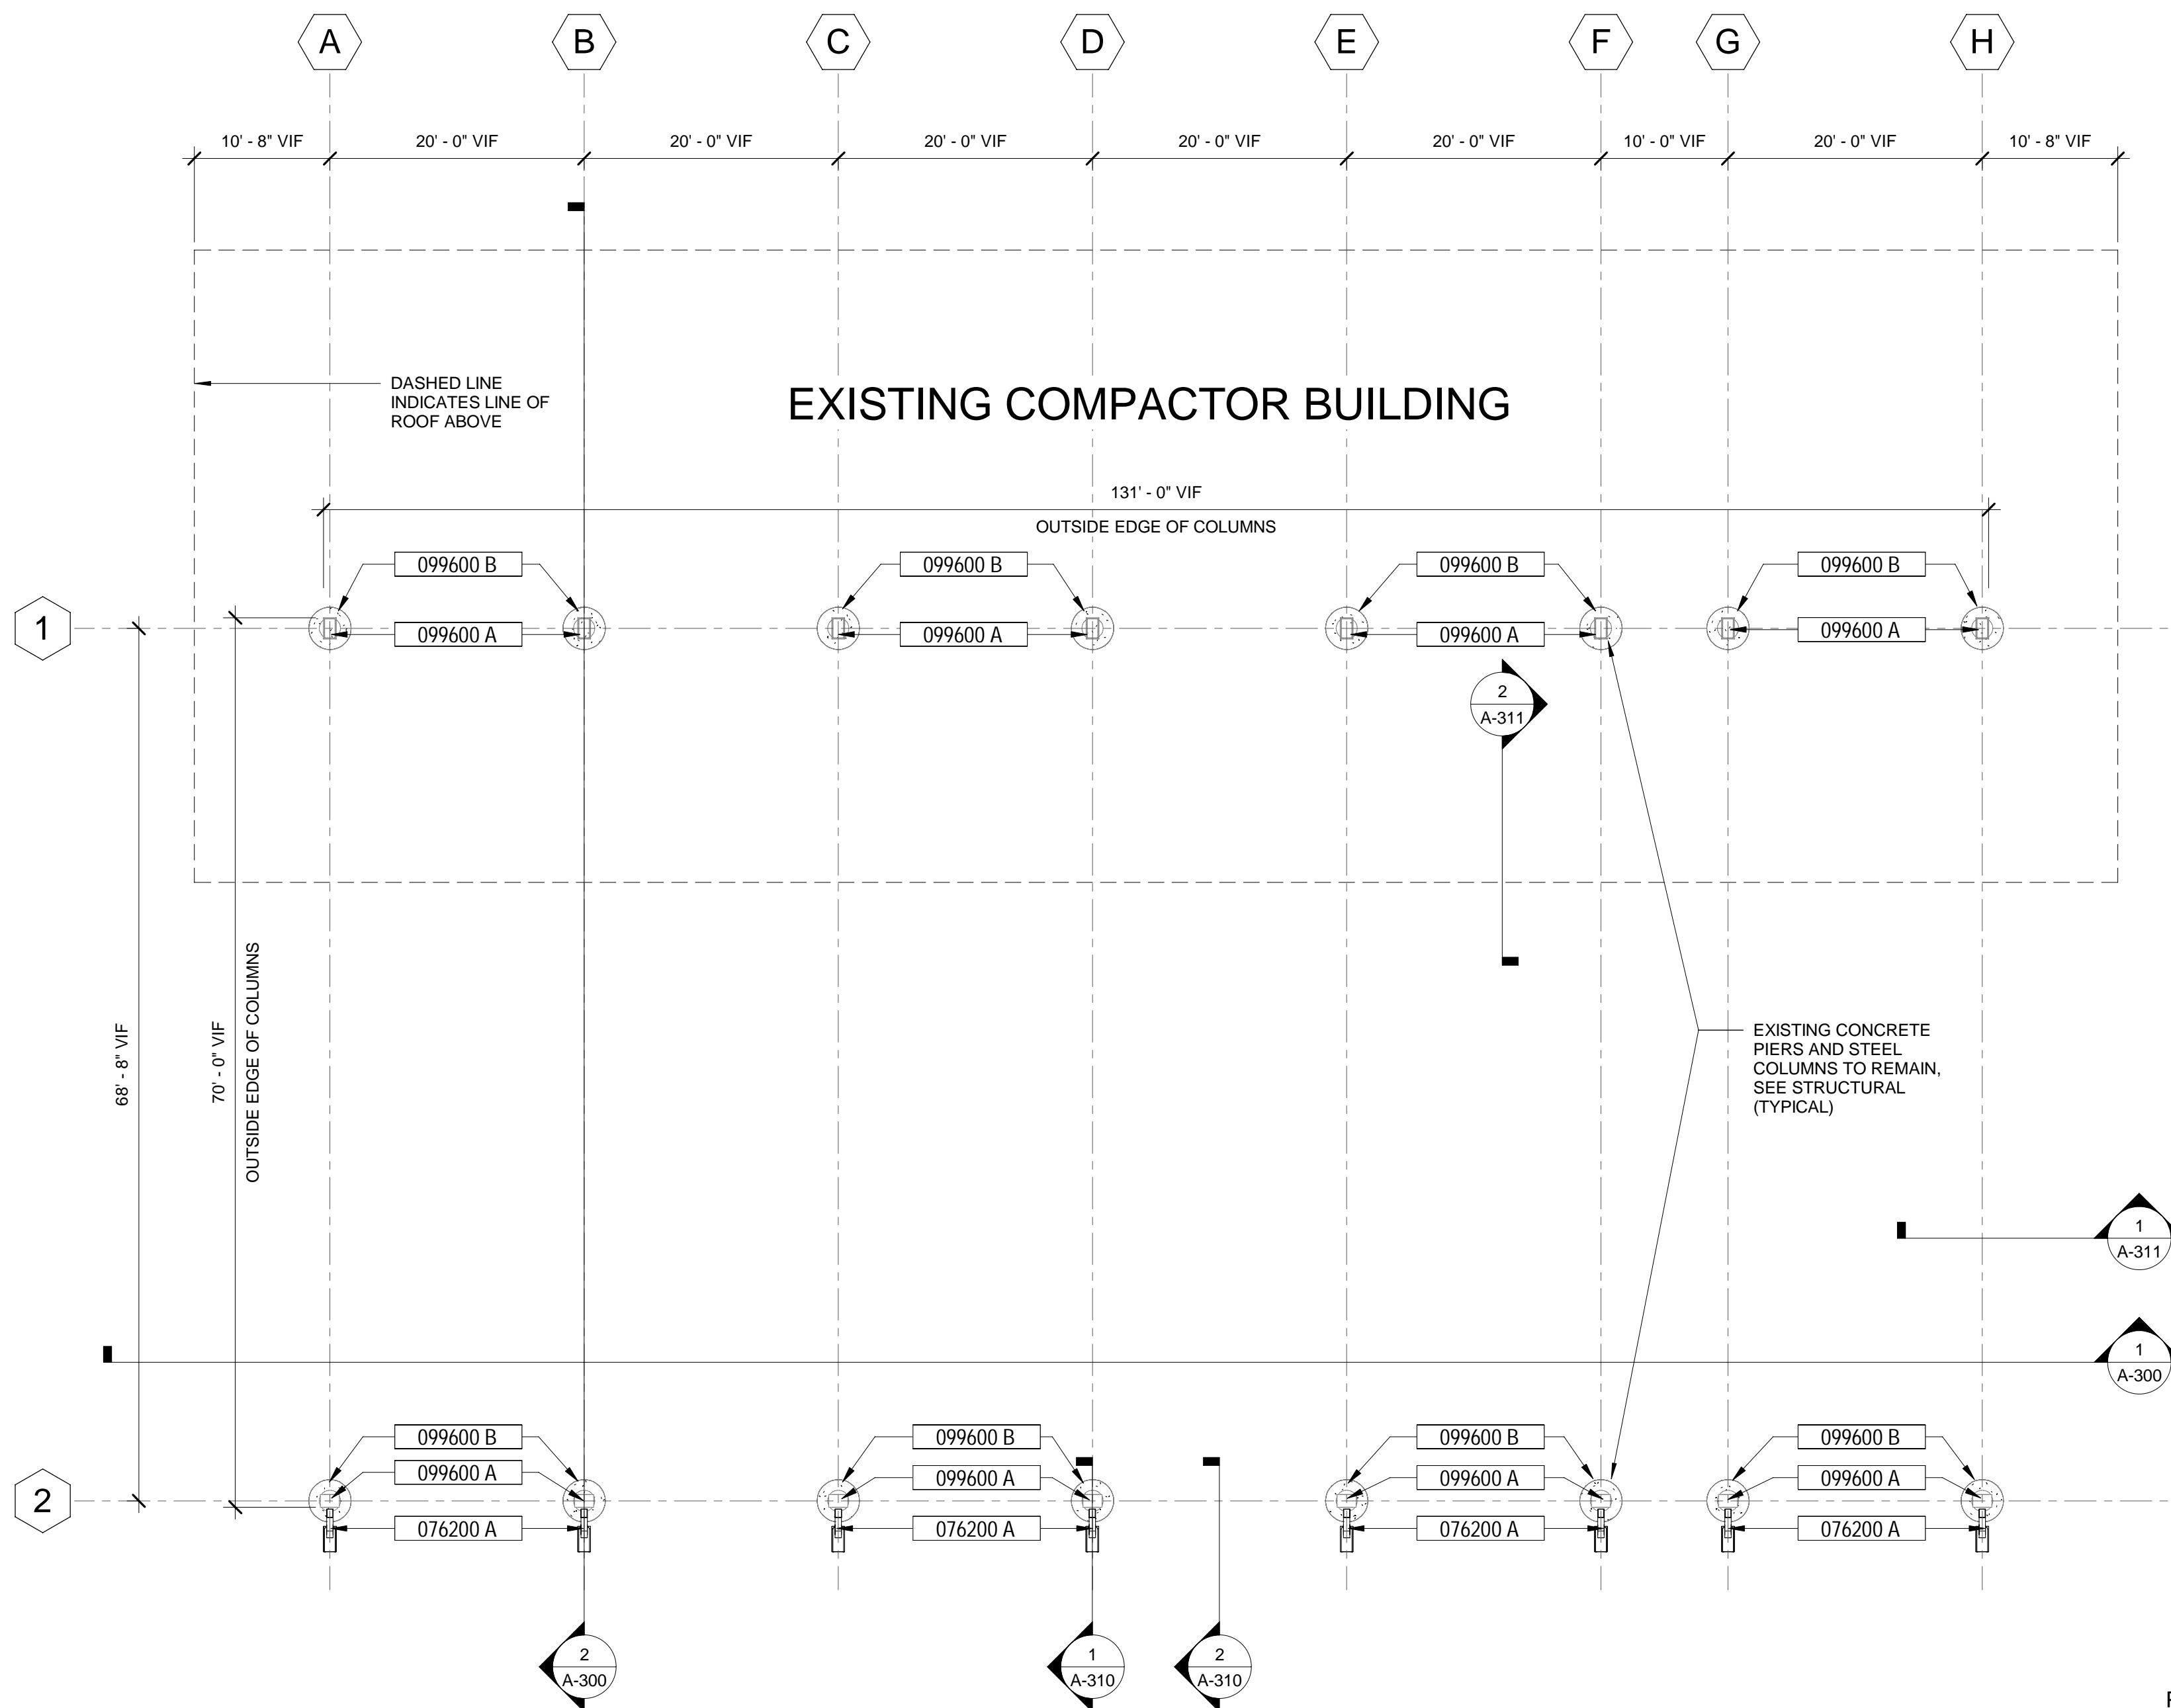 A
B
C
D
E
F
G
H
10' - 8" VIF
20' - 0" VIF
20' - 0" VIF
20' - 0" VIF
20' - 0" VIF
20' - 0" VIF
10' - 0" VIF
20' - 0" VIF
10' - 8" VIF
DASHED LINE
INDICATES LINE OF
ROOF ABOVE
EXISTING COMPACTOR BUILDING
131' - 0" VIF
OUTSIDE EDGE OF COLUMNS
099600 B
099600 B
099600 B
099600 B
1
099600 A
099600 A
099600 A
099600 A
2
A-311
68' - 8" VIF
70' - 0" VIF
OUTSIDE EDGE OF COLUMNS
EXISTING CONCRETE
PIERS AND STEEL
COLUMNS TO REMAIN,
SEE STRUCTURAL
(TYPICAL)
1
A-311
1
A-300
099600 B
099600 B
099600 B
099600 B
099600 A
099600 A
099600 A
099600 A
2
076200 A
076200 A
076200 A
076200 A
2
A-300
1
A-310
2
A-310